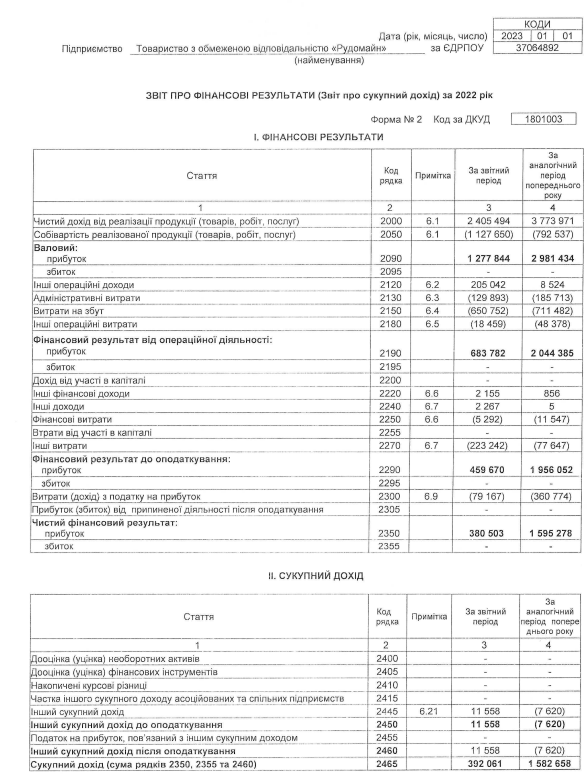 КОДИ
Дата (рік, місяць, число) 2023 01 01
Підприємство Товариство з обмеженою відповідальністю «Рудомайн» за ЄДРПОУ 37064892
(найменування)
ЗВІТ ПРО ФІНАНСОВІ РЕЗУЛЬТАТИ (Звіт про сукупний дохід) за 2022 рік
Форма № 2 Код за ДКУД 1801003
I. ФІНАНСОВІ РЕЗУЛЬТАТИ
Стаття Код рядка Примітка За звітний період За аналогічний період попереднього року
1 2 3 4
Чистий дохід від реалізації продукції (товарів, робіт, послуг) 2000 6.1 2 405 494 3 773 971
Собівартість реалізованої продукції (товарів, робіт, послуг) 2050 6.1 (1 127 650) (792 537)
Валовий:
прибуток 2090 1 277 844 2 981 434
збиток 2095 - -
Інші операційні доходи 2120 6.2 205 042 8 524
Адміністративні витрати 2130 6.3 (129 893) (185 713)
Витрати на збут 2150 6.4 (650 752) (711 482)
Інші операційні витрати 2180 6.5 (18 459) (48 378)
Фінансовий результат від операційної діяльності:
прибуток 2190 683 782 2 044 385
збиток 2195 - -
Дохід від участі в капіталі 2200 - -
Інші фінансові доходи 2220 6.6 2 155 856
Інші доходи 2240 6.7 2 267 5
Фінансові витрати 2250 6.6 (5 292) (11 547)
Втрати від участі в капіталі 2255 - -
Інші витрати 2270 6.7 (223 242) (77 647)
Фінансовий результат до оподаткування:
прибуток 2290 459 670 1 956 052
збиток 2295 - -
Витрати (дохід) з податку на прибуток 2300 6.9 (79 167) (360 774)
Прибуток (збиток) від припиненої діяльності після оподаткування 2305 - -
Чистий фінансовий результат:
прибуток 2350 380 503 1 595 278
збиток 2355 - -
II. СУКУПНИЙ ДОХІД
Стаття Код рядка Примітка За звітний період За аналогічний період попере днього року
1 2 3 4
Дооцінка (уцінка) необоротних активів 2400 - -
Дооцінка (уцінка) фінансових інструментів 2405 - -
Накопичені курсові різниці 2410 - -
Частка іншого сукупного доходу асоційованих та спільних підприємств 2415 - -
Інший сукупний дохід 2445 6.21 11 558 (7 620)
Інший сукупний дохід до оподаткування 2450 11 558 (7 620)
Податок на прибуток, пов'язаний з іншим сукупним доходом 2455 - -
Інший сукупний дохід після оподаткування 2460 11 558 (7 620)
Сукупний дохід (сума рядків 2350, 2355 та 2460) 2465 392 061 1 582 658